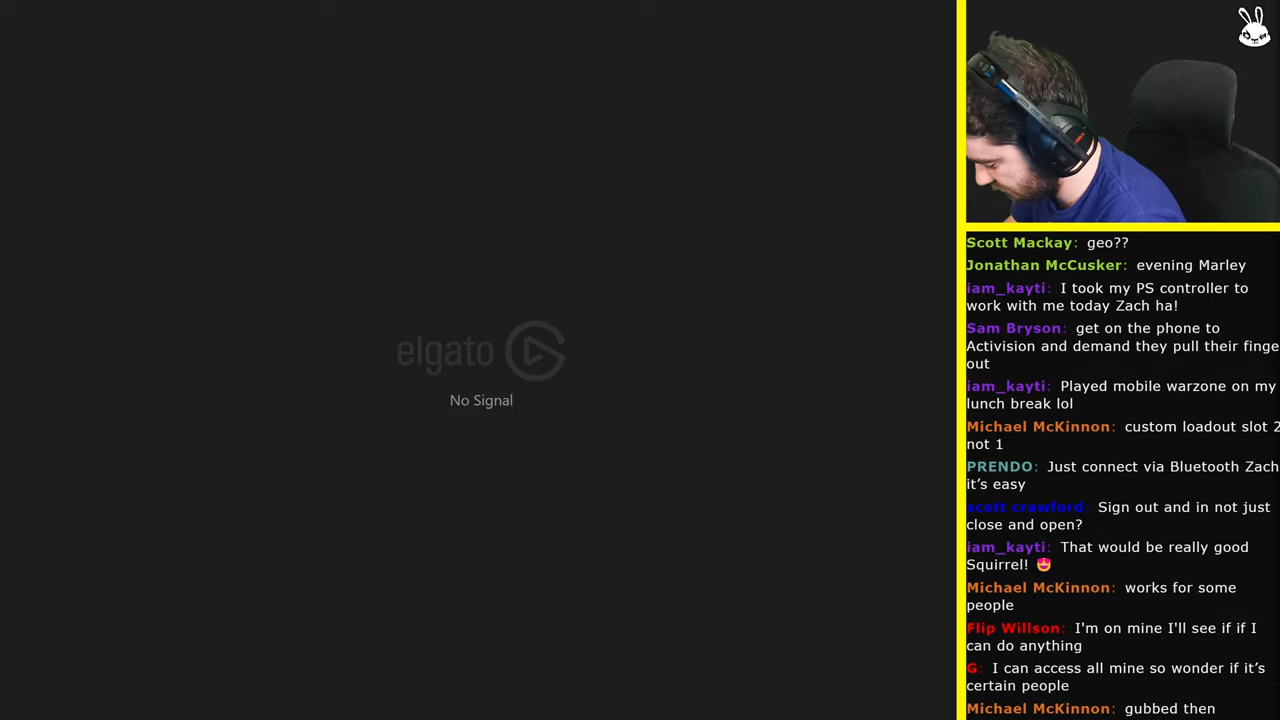 elgato
No Signal
Scott Mackay: geo??
Jonathan McCusker: evening Marley
iam_kayti: I took my PS controller to
work with me today Zach ha!
Sam Bryson: get on the phone to
Activision and demand they pull their finge
out
iam_kayti: Played mobile warzone on my
lunch break lol
Michael McKinnon: custom loadout slot 2
not 1
PRENDO: Just connect via Bluetooth Zach
it’s easy
scott crawford: Sign out and in not just
close and open?
iam_kayti: That would be really good
Squirrel! 😍
Michael McKinnon: works for some
people
Flip Willson: I'm on mine I'll see if if I
can do anything
G: I can access all mine so wonder if it’s
certain people
Michael McKinnon: gubbed then